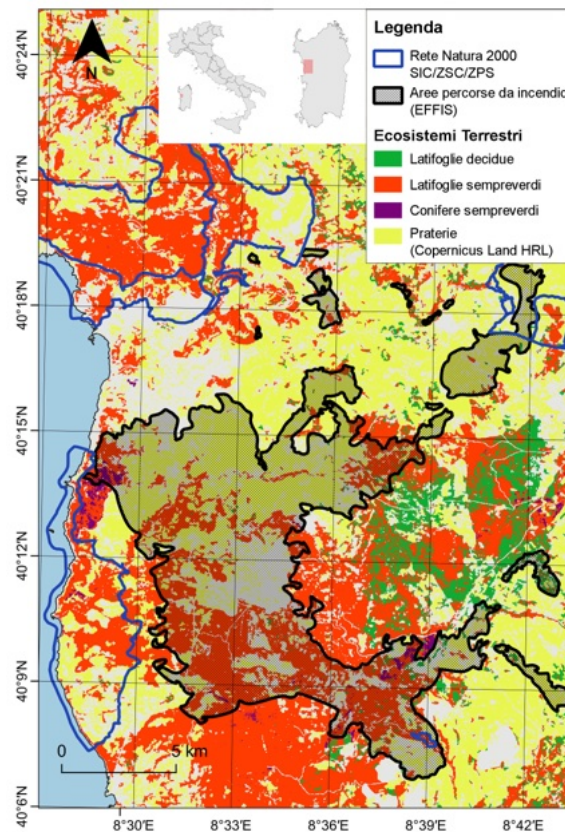 Legenda
Rete Natura 2000
SIC/ZSC/ZPS
Aree percorse da incendio
(EFFIS)
Ecosistemi Terrestri
Latifoglie decidue
Latifoglie sempreverdi
Conifere sempreverdi
Praterie
(Copernicus Land HRL)
N
40°24'N
40°21'N
40°18'N
40°15'N
40°12'N
40°9'N
40°6'N
0 5 km
8°30'E 8°33'E 8°36'E 8°39'E 8°42'E